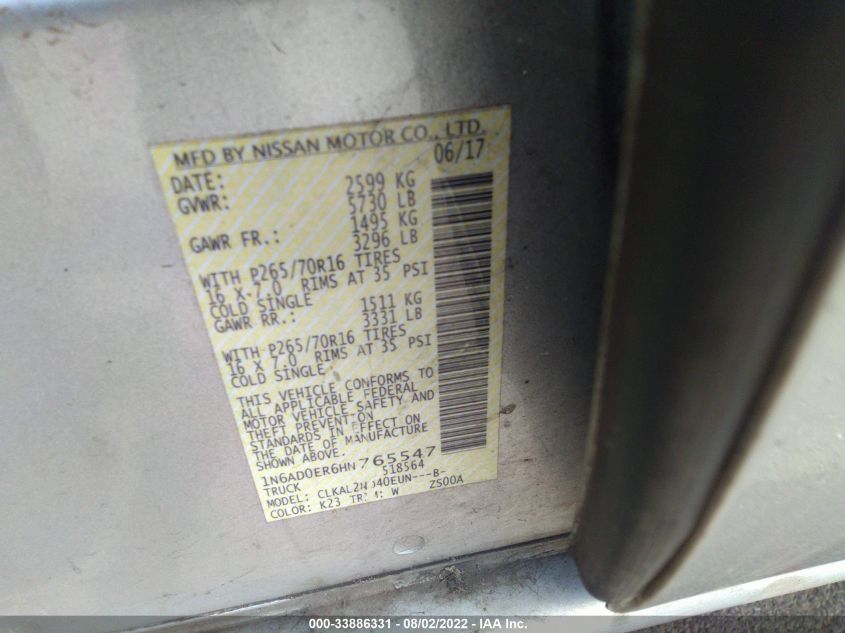 MFD BY NISSAN MOTOR CO., LTD.
DATE: 06/17
GVWR: 2599 KG
5730 LB
GAWR FR.: 1495 KG
3296 LB
WITH P265/70R16 TIRES
16 X 7.0 RIMS AT 35 PSI
COLD SINGLE
GAWR RR.: 1511 KG
3331 LB
WITH P265/70R16 TIRES
16 X 7.0 RIMS AT 35 PSI
COLD SINGLE
THIS VEHICLE CONFORMS TO
ALL APPLICABLE FEDERAL
MOTOR VEHICLE SAFETY AND
THEFT PREVENTION
STANDARDS IN EFFECT ON
THE DATE OF MANUFACTURE
SHOWN ABOVE.
1N6AD0ER6HN765547
TRUCK 518564
MODEL: -B-
COLOR: K23 W ZS00A
000-33886331 - 08/02/2022 - Copyright IAA, Inc.